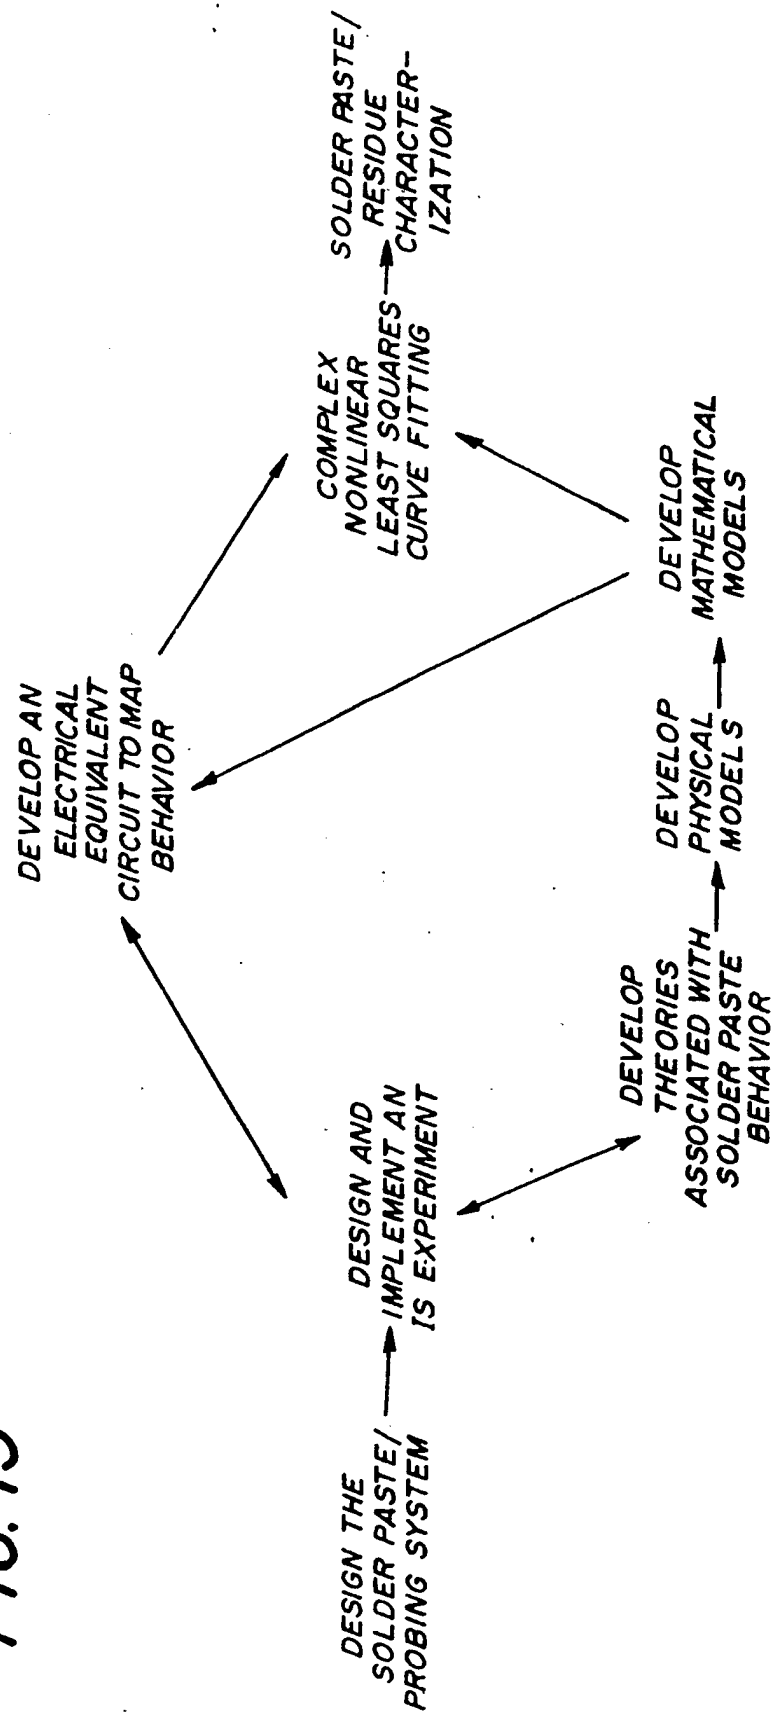 DESIGN THE
SOLDER PASTE/
PROBING SYSTEM
DESIGN AND
IMPLEMENT AN
IS EXPERIMENT
DEVELOP AN
ELECTRICAL
EQUIVALENT
CIRCUIT TO MAP
BEHAVIOR
DEVELOP
THEORIES
ASSOCIATED WITH
SOLDER PASTE
BEHAVIOR
DEVELOP
PHYSICAL
MODELS
DEVELOP
MATHEMATICAL
MODELS
COMPLEX
NONLINEAR
LEAST SQUARES
CURVE FITTING
SOLDER PASTE/
RESIDUE
CHARACTER-
IZATION